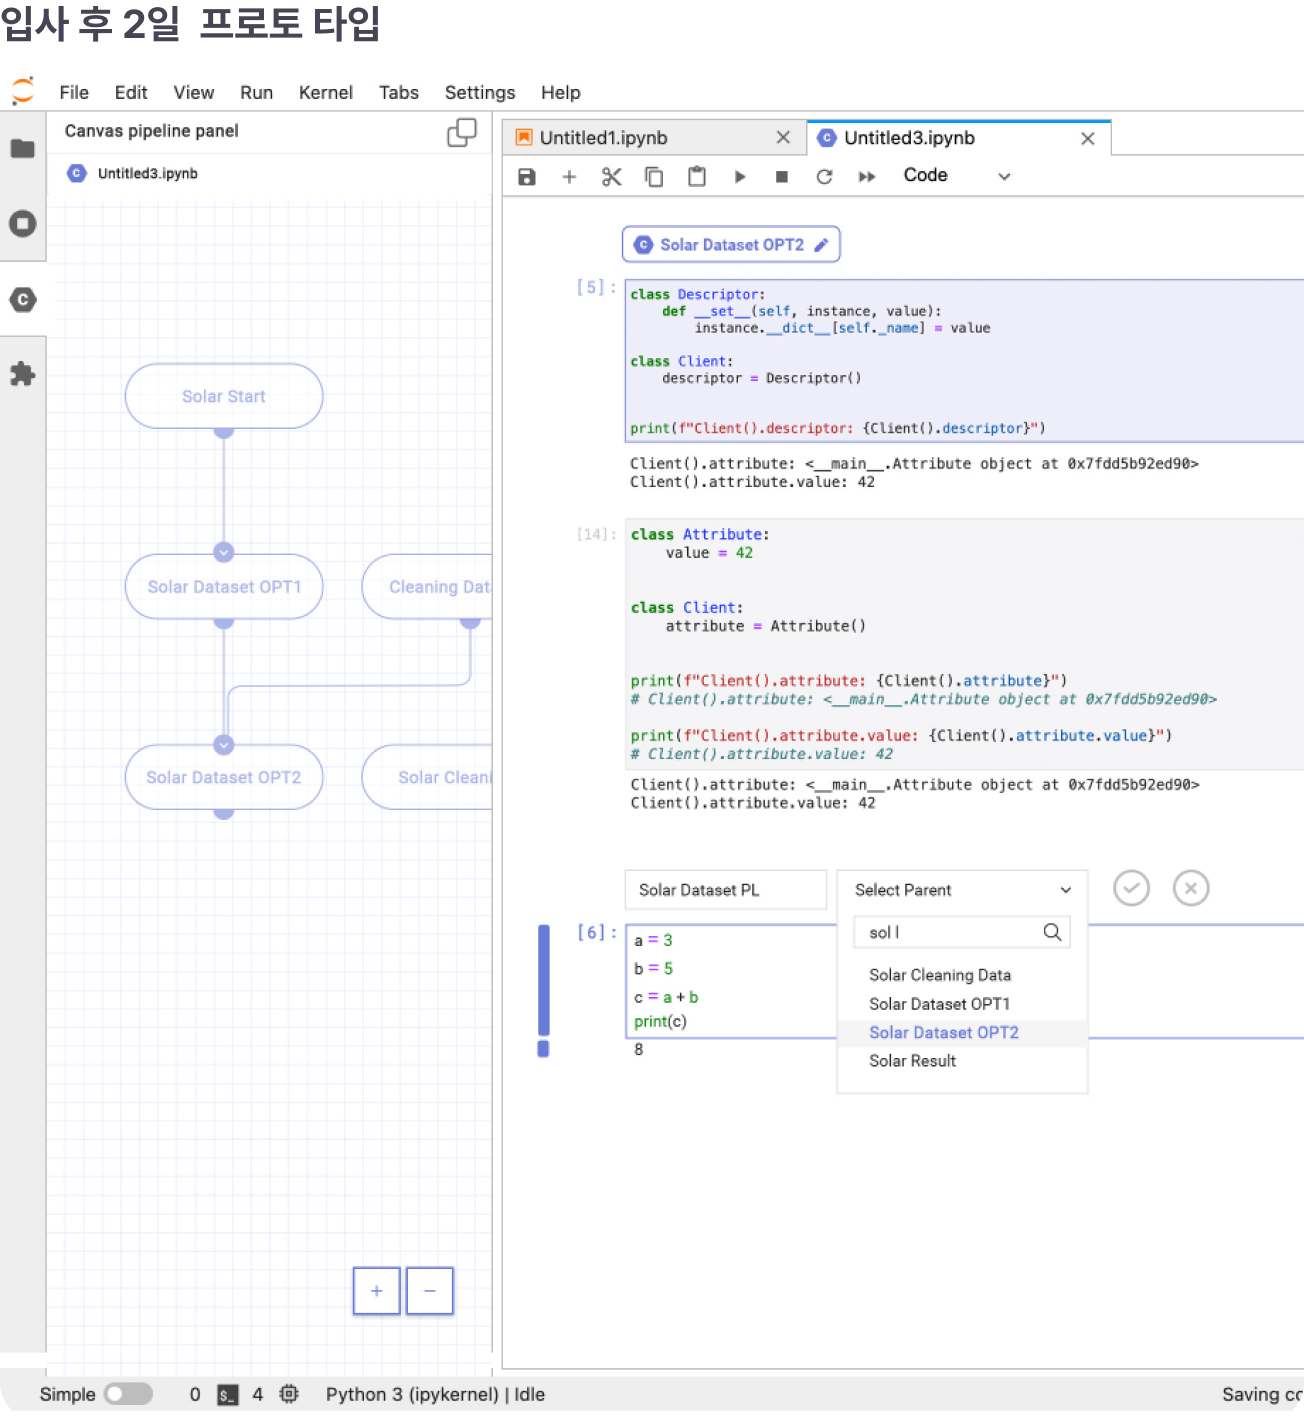 입사 후 2일 프로토 타입
File Edit View Run Kernel Tabs Settings Help
Canvas pipeline panel
Untitled3.ipynb
Solar Start
Solar Dataset OPT1
Cleaning Dat
Solar Dataset OPT2
Solar Cleani
+ −
Untitled1.ipynb
Untitled3.ipynb
Code
C Solar Dataset OPT2
[5]:
class Descriptor:
    def __set__(self, instance, value):
        instance.__dict__[self._name] = value
class Client:
    descriptor = Descriptor()
print(f"Client().descriptor: {Client().descriptor}")
Client().attribute: <__main__.Attribute object at 0x7fdd5b92ed90>
Client().attribute.value: 42
[14]:
class Attribute:
    value = 42
class Client:
    attribute = Attribute()
print(f"Client().attribute: {Client().attribute}")
# Client().attribute: <__main__.Attribute object at 0x7fdd5b92ed90>
print(f"Client().attribute.value: {Client().attribute.value}")
# Client().attribute.value: 42
Client().attribute: <__main__.Attribute object at 0x7fdd5b92ed90>
Client().attribute.value: 42
Solar Dataset PL
Select Parent
sol l
Solar Cleaning Data
Solar Dataset OPT1
Solar Dataset OPT2
Solar Result
[6]:
a = 3
b = 5
c = a + b
print(c)
8
Simple 0 $_ 4 Python 3 (ipykernel) | Idle
Saving co